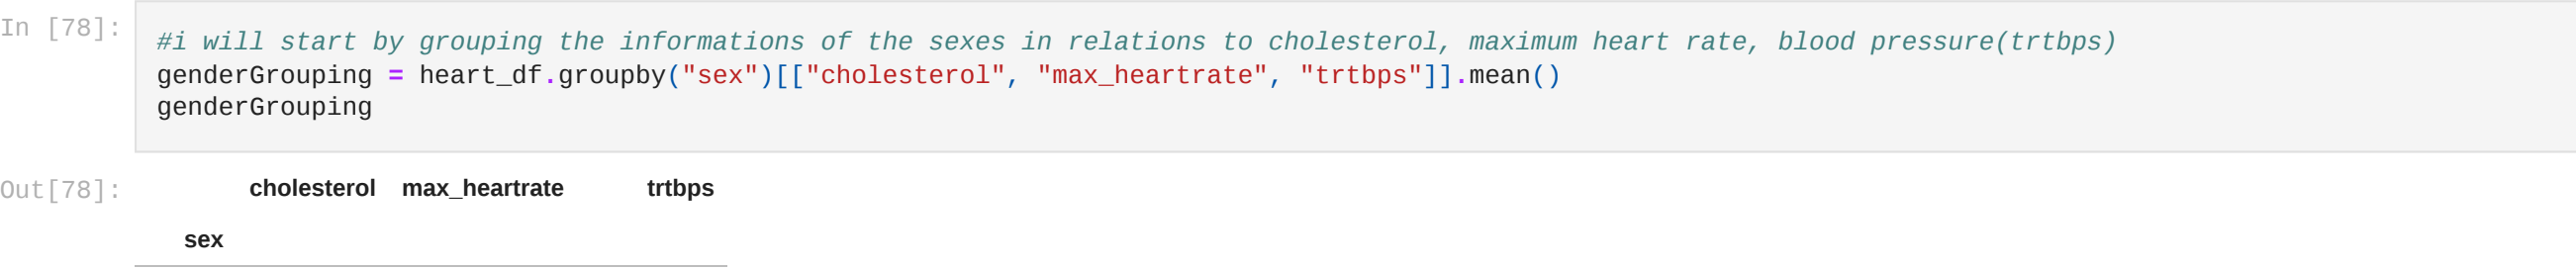 In [78]:
#i will start by grouping the informations of the sexes in relations to cholesterol, maximum heart rate, blood pressure(trtbps)
genderGrouping = heart_df.groupby("sex")[["cholesterol", "max_heartrate", "trtbps"]].mean()
genderGrouping
Out[78]:
cholesterol max_heartrate trtbps
sex